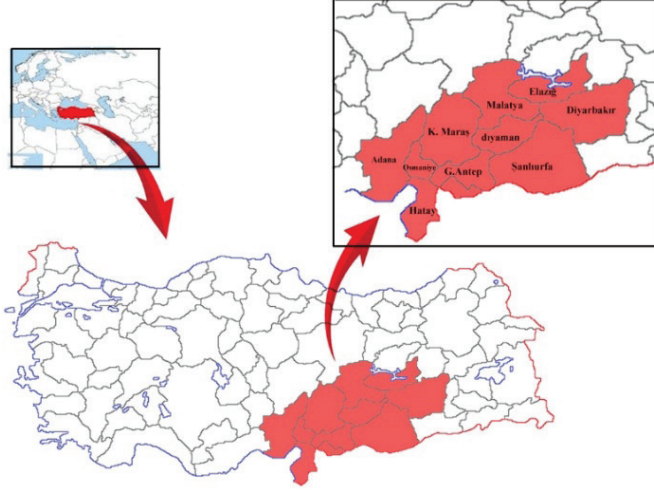 Elazığ
Malatya
Diyarbakır
K. Maraş
dıyaman
Adana
Osmaniye
G.Antep
Şanlıurfa
Hatay